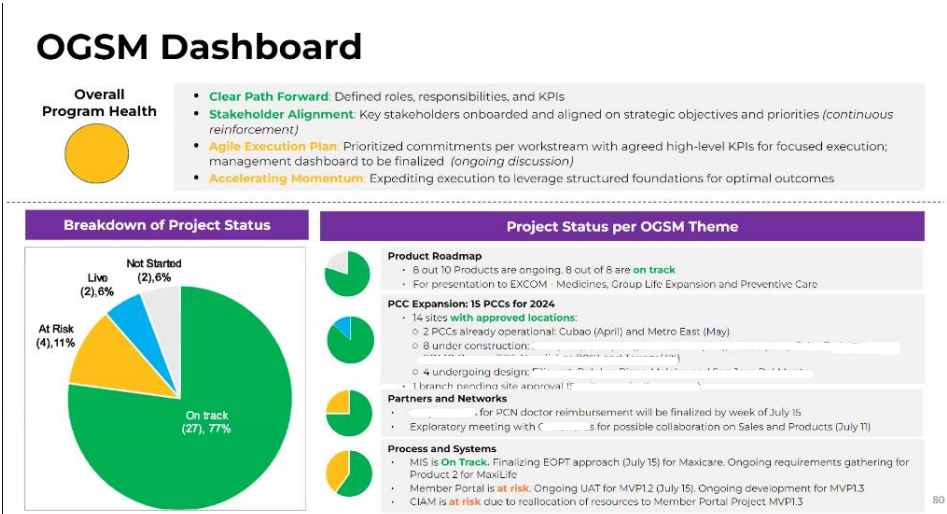 OGSM Dashboard
Overall
Program Health
• Clear Path Forward: Defined roles, responsibilities, and KPIs
• Stakeholder Alignment: Key stakeholders onboarded and aligned on strategic objectives and priorities (continuous
reinforcement)
• Agile Execution Plan: Prioritized commitments per workstream with agreed high-level KPIs for focused execution;
management dashboard to be finalized (ongoing discussion)
• Accelerating Momentum: Expediting execution to leverage structured foundations for optimal outcomes
Breakdown of Project Status
Not Started
(2),6%
Live
(2),6%
At Risk
(4),11%
On track
(27), 77%
Project Status per OGSM Theme
Product Roadmap
• 8 out 10 Products are ongoing. 8 out of 8 are on track
• For presentation to EXCOM - Medicines, Group Life Expansion and Preventive Care
PCC Expansion: 15 PCCs for 2024
• 14 sites with approved locations:
o 2 PCCs already operational: Cubao (April) and Metro East (May)
o 8 under construction:
o 4 undergoing design:
• 1 branch pending site approval
Partners and Networks
• for PCN doctor reimbursement will be finalized by week of July 15
• Exploratory meeting with for possible collaboration on Sales and Products (July 11)
Process and Systems
• MIS is On Track. Finalizing EOPT approach (July 15) for Maxicare. Ongoing requirements gathering for
Product 2 for MaxiLife
• Member Portal is at risk. Ongoing UAT for MVP1.2 (July 15). Ongoing development for MVP1.3
• CIAM is at risk due to reallocation of resources to Member Portal Project MVP1.3
80